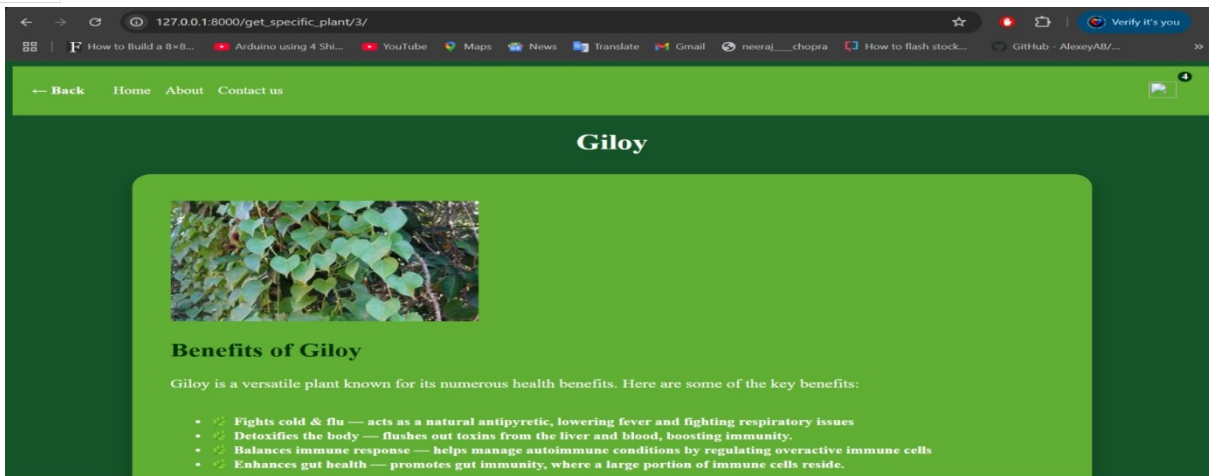 127.0.0.1:8000/get_specific_plant/3/
Verify it's you
How to Build a 8×8...
Arduino using 4 Shi...
YouTube
Maps
News
Translate
Gmail
neeraj___chopra
How to flash stock...
GitHub - AlexeyAB/...
»
← Back
Home
About
Contact us
4
Giloy
Benefits of Giloy
Giloy is a versatile plant known for its numerous health benefits. Here are some of the key benefits:
• 🌿 Fights cold & flu — acts as a natural antipyretic, lowering fever and fighting respiratory issues
• 🌿 Detoxifies the body — flushes out toxins from the liver and blood, boosting immunity.
• 🌿 Balances immune response — helps manage autoimmune conditions by regulating overactive immune cells
• 🌿 Enhances gut health — promotes gut immunity, where a large portion of immune cells reside.